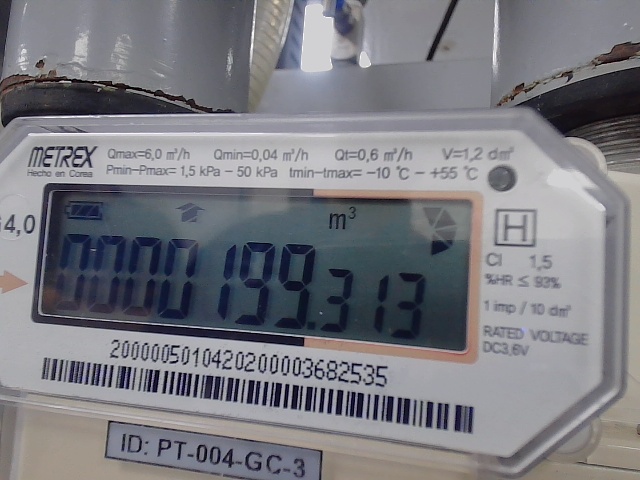 METREX
Hecho en Corea
Qmax=6,0 m³/h Qmin=0,04 m³/h Qt=0,6 m³/h V=1,2 dm³
Pmin-Pmax= 1,5 kPa - 50 kPa tmin-tmax= -10 °C - +55 °C
4,0
m³
H
0000199.313
Cl 1,5
%HR ≤ 93%
1 imp / 10 dm³
RATED VOLTAGE
DC3,6V
2000005010420200003682535
ID: PT-004-GC-3